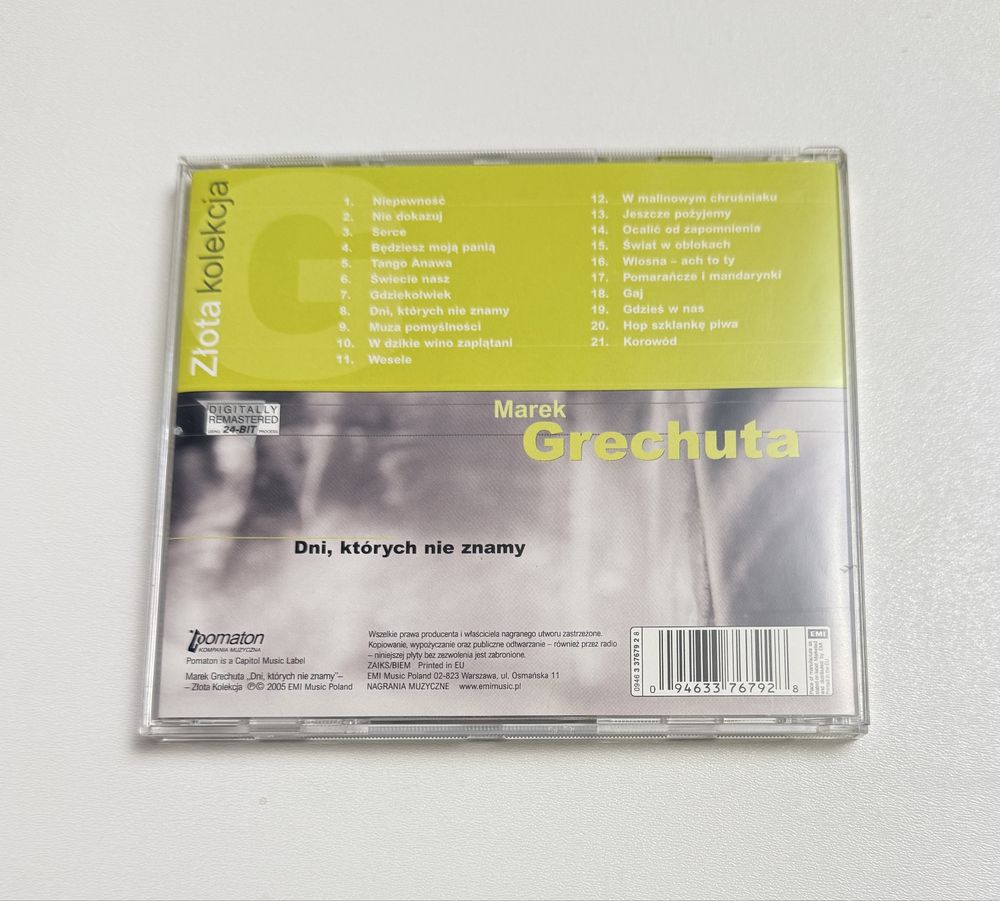 Złota kolekcja
1. Niepewność
2. Nie dokazuj
3. Serce
4. Będziesz moją panią
5. Tango Anawa
6. Świecie nasz
7. Gdziekolwiek
8. Dni, których nie znamy
9. Muza pomyślności
10. W dzikie wino zaplątani
11. Wesele
12. W malinowym chruśniaku
13. Jeszcze pożyjemy
14. Ocalić od zapomnienia
15. Świat w obłokach
16. Wiosna – ach to ty
17. Pomarańcze i mandarynki
18. Gaj
19. Gdzieś w nas
20. Hop szklankę piwa
21. Korowód
DIGITALLY
REMASTERED
USING 24-BIT PROCESS
Marek
Grechuta
Dni, których nie znamy
pomaton
KOMPANIA MUZYCZNA
Pomaton is a Capitol Music Label
Marek Grechuta „Dni, których nie znamy"–
– Złota Kolekcja ℗© 2005 EMI Music Poland
Wszelkie prawa producenta i właściciela nagranego utworu zastrzeżone.
Kopiowanie, wypożyczanie oraz publiczne odtwarzanie – również przez radio
– niniejszej płyty bez zezwolenia jest zabronione.
ZAIKS/BIEM Printed in EU
EMI Music Poland 02-823 Warszawa, ul. Osmańska 11
NAGRANIA MUZYCZNE www.emimusic.pl
0946 3 37679 2 8
0 94633 76792 8
EMI